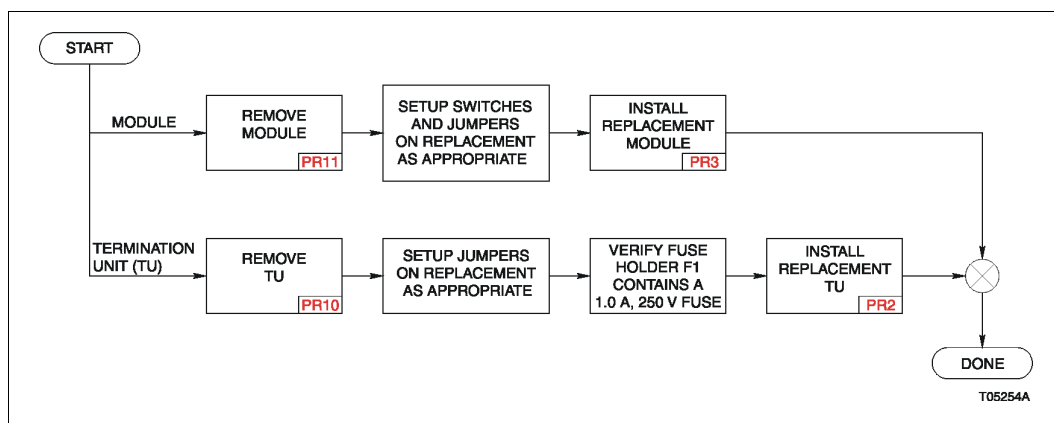 START
MODULE
REMOVE
MODULE
PR11
SETUP SWITCHES
AND JUMPERS
ON REPLACEMENT
AS APPROPRIATE
INSTALL
REPLACEMENT
MODULE
PR3
TERMINATION
UNIT (TU)
REMOVE
TU
PR10
SETUP JUMPERS
ON REPLACEMENT
AS APPROPRIATE
VERIFY FUSE
HOLDER F1
CONTAINS A
1.0 A, 250 V FUSE
INSTALL
REPLACEMENT
TU
PR2
DONE
T05254A